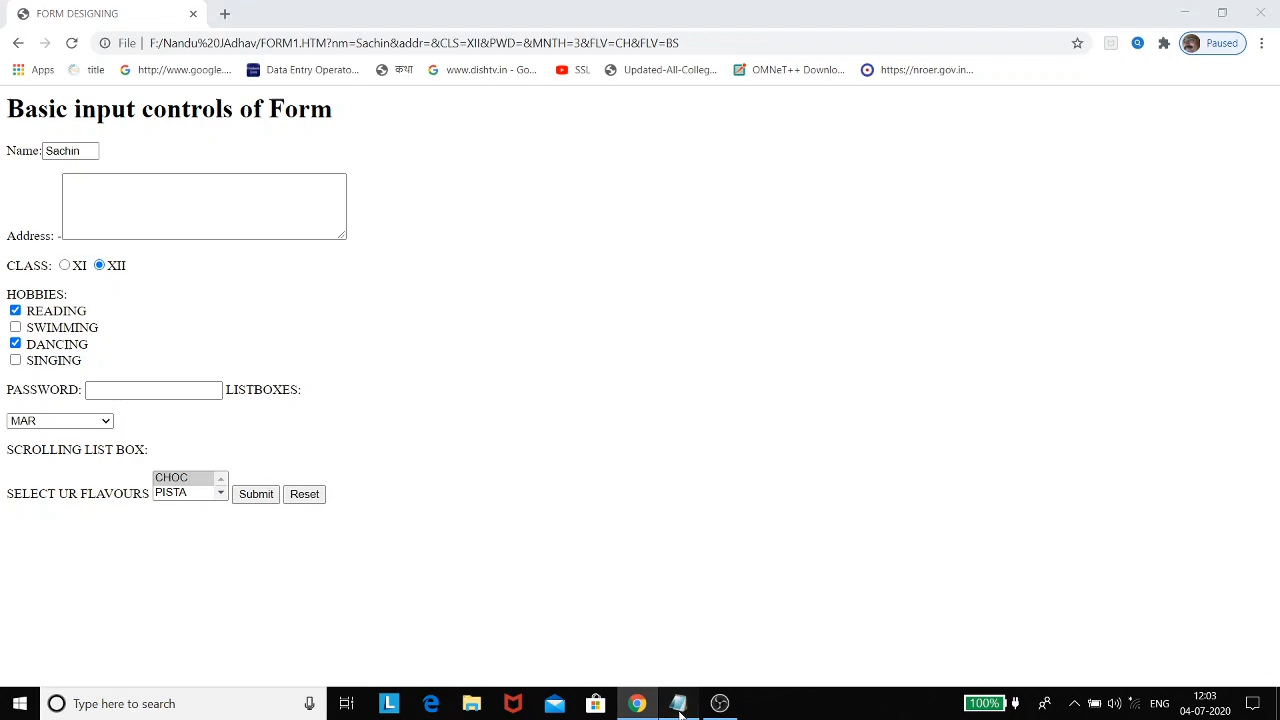 FORM DESIGNING
File F:/Nandu%20JAdhav/FORM1.HTM?nm=Sachin&addr=&CLS=XII&PWD=&MNTH=3&FLV=CH&FLV=BS Paused
Apps title http://www.google.... Data Entry Operato... कथा www.dishtv.in - Go... SSL Updated-All-Colleg... OMNeT++ Downlo... https://nroer.gov.in...
Basic input controls of Form
Name: Sachin
Address: -
CLASS: XI XII
HOBBIES:
READING
SWIMMING
DANCING
SINGING
PASSWORD: LISTBOXES:
MAR
SCROLLING LIST BOX:
CHOC
SELECT UR FLAVOURS PISTA Submit Reset
Type here to search L 100% ENG 12:03
04-07-2020